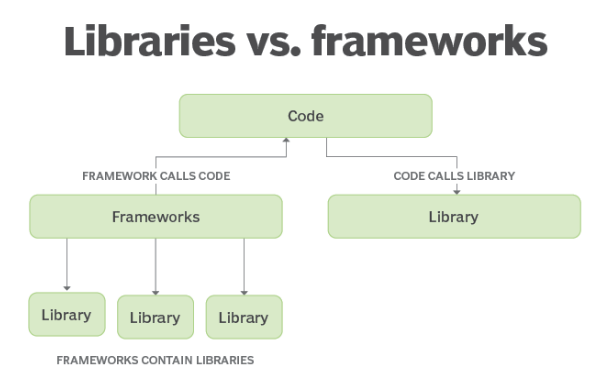 Libraries vs. frameworks
Code
FRAMEWORK CALLS CODE
CODE CALLS LIBRARY
Frameworks
Library
Library
Library
Library
FRAMEWORKS CONTAIN LIBRARIES